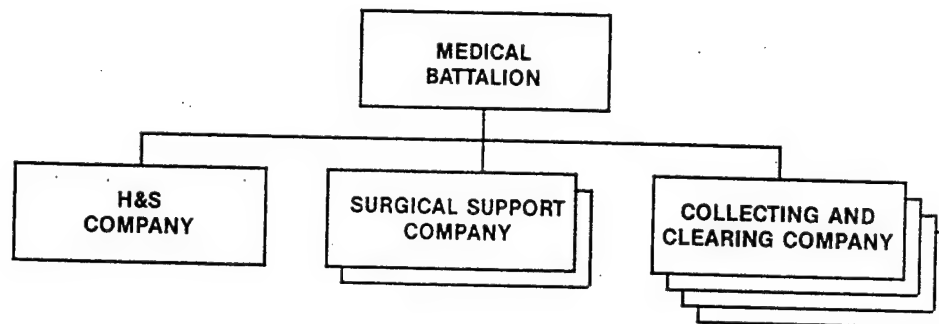 MEDICAL
BATTALION
H&S
COMPANY
SURGICAL SUPPORT
COMPANY
COLLECTING AND
CLEARING COMPANY